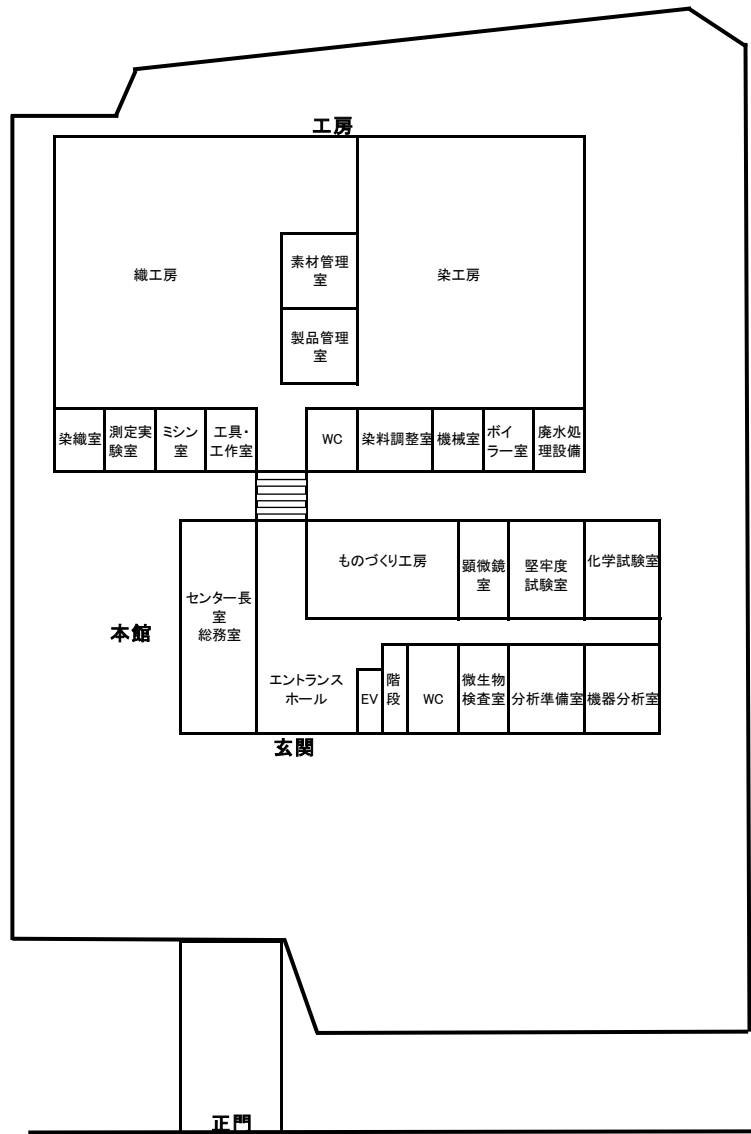 工房
織工房
素材管理
室
染工房
製品管理
室
染織室
測定実
験室
ミシン
室
工具・
工作室
WC
染料調整室
機械室
ボイ
ラー室
廃水処
理設備
センター長
室
総務室
ものづくり工房
顕微鏡
室
堅牢度
試験室
化学試験室
本館
エントランス
ホール
EV
階
段
WC
微生物
検査室
分析準備室
機器分析室
玄関
正門